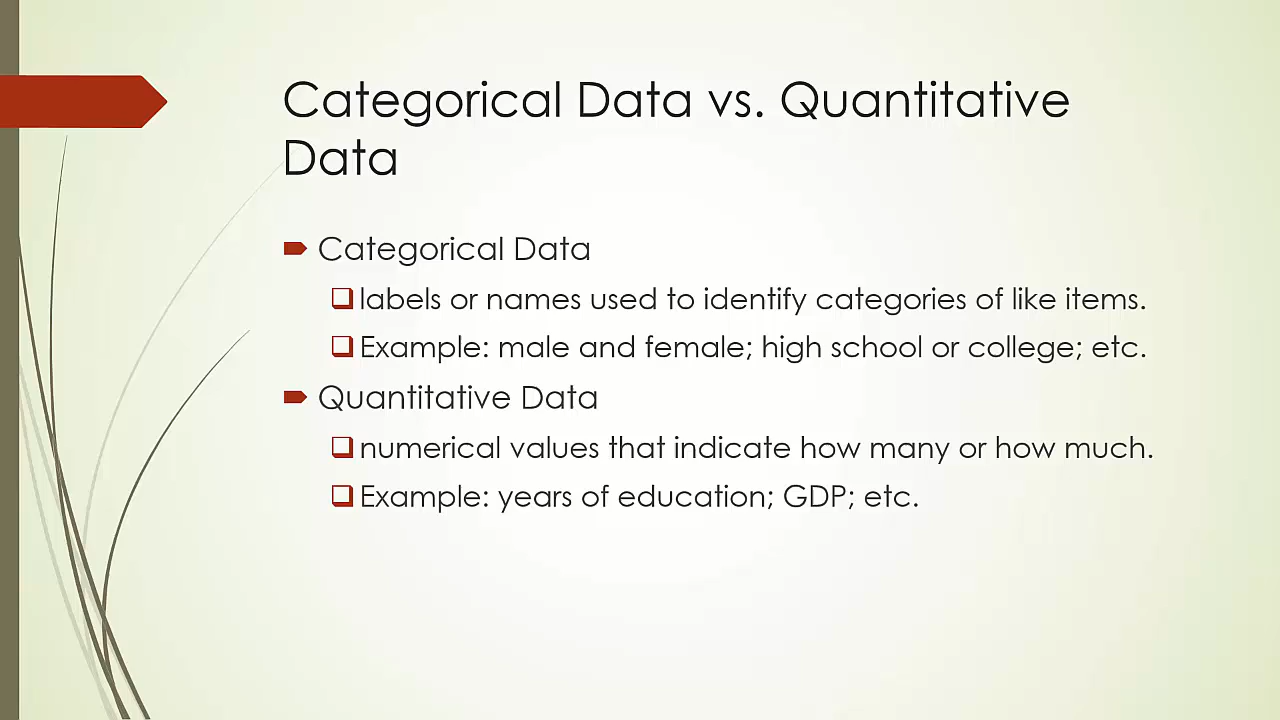 Categorical Data vs. Quantitative
Data
Categorical Data
labels or names used to identify categories of like items.
Example: male and female; high school or college; etc.
Quantitative Data
numerical values that indicate how many or how much.
Example: years of education; GDP; etc.